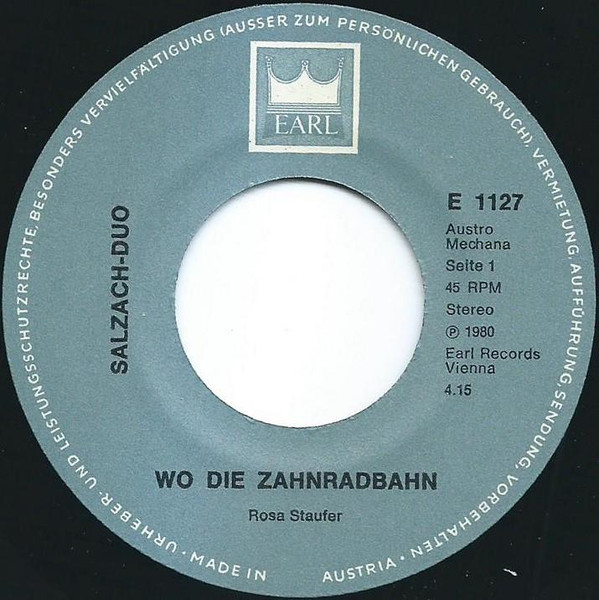 URHEBER- UND LEISTUNGSSCHUTZRECHTE, BESONDERS VERVIELFÄLTIGUNG (AUSSER ZUM PERSÖNLICHEN GEBRAUCH), VERMIETUNG, AUFFÜHRUNG, SENDUNG, VORBEHALTEN · AUSTRIA · MADE IN
EARL
SALZACH-DUO
E 1127
Austro
Mechana
Seite 1
45 RPM
Stereo
Ⓟ 1980
Earl Records
Vienna
4.15
WO DIE ZAHNRADBAHN
Rosa Staufer